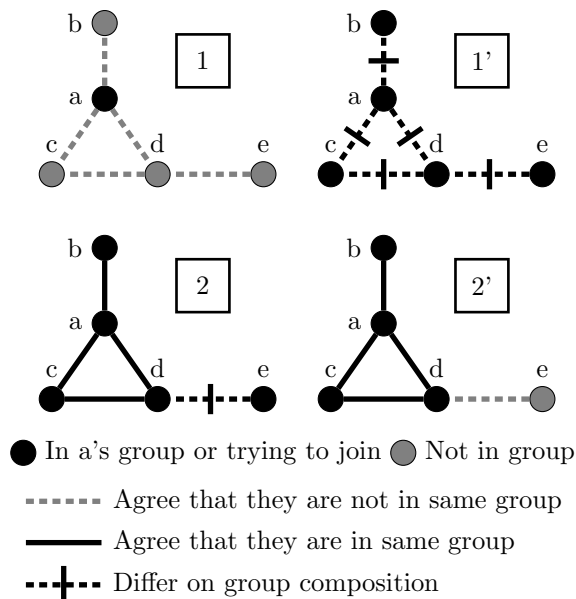 b
1
a
c
d
e
b
1'
a
c
d
e
b
2
a
c
d
e
b
2'
a
c
d
e
In a's group or trying to join
Not in group
Agree that they are not in same group
Agree that they are in same group
Differ on group composition